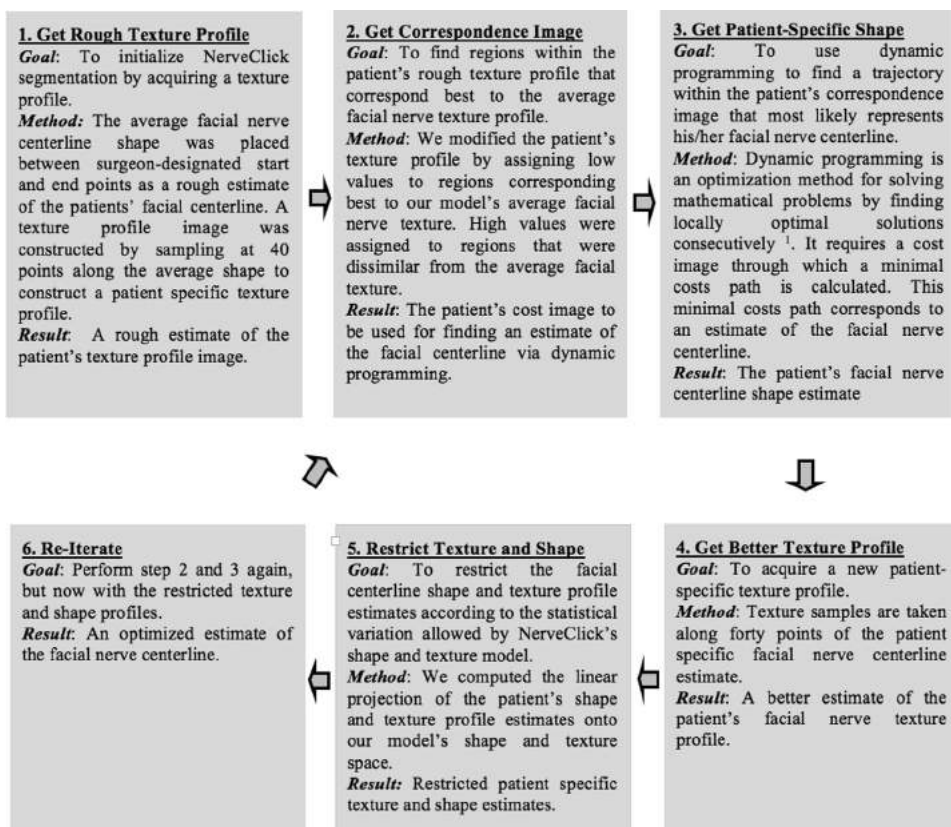 1. Get Rough Texture Profile
Goal: To initialize NerveClick
segmentation by acquiring a texture
profile.
Method: The average facial nerve
centerline shape was placed
between surgeon-designated start
and end points as a rough estimate
of the patients' facial centerline. A
texture profile image was
constructed by sampling at 40
points along the average shape to
construct a patient specific texture
profile.
Result: A rough estimate of the
patient's texture profile image.
2. Get Correspondence Image
Goal: To find regions within the
patient's rough texture profile that
correspond best to the average
facial nerve texture profile.
Method: We modified the patient's
texture profile by assigning low
values to regions corresponding
best to our model's average facial
nerve texture. High values were
assigned to regions that were
dissimilar from the average facial
texture.
Result: The patient's cost image to
be used for finding an estimate of
the facial centerline via dynamic
programming.
3. Get Patient-Specific Shape
Goal: To use dynamic
programming to find a trajectory
within the patient's correspondence
image that most likely represents
his/her facial nerve centerline.
Method: Dynamic programming is
an optimization method for solving
mathematical problems by finding
locally optimal solutions
consecutively 1. It requires a cost
image through which a minimal
costs path is calculated. This
minimal costs path corresponds to
an estimate of the facial nerve
centerline.
Result: The patient's facial nerve
centerline shape estimate
6. Re-Iterate
Goal: Perform step 2 and 3 again,
but now with the restricted texture
and shape profiles.
Result: An optimized estimate of
the facial nerve centerline.
5. Restrict Texture and Shape
Goal: To restrict the facial
centerline shape and texture profile
estimates according to the statistical
variation allowed by NerveClick's
shape and texture model.
Method: We computed the linear
projection of the patient's shape
and texture profile estimates onto
our model's shape and texture
space.
Result: Restricted patient specific
texture and shape estimates.
4. Get Better Texture Profile
Goal: To acquire a new patient-
specific texture profile.
Method: Texture samples are taken
along forty points of the patient
specific facial nerve centerline
estimate.
Result: A better estimate of the
patient's facial nerve texture
profile.